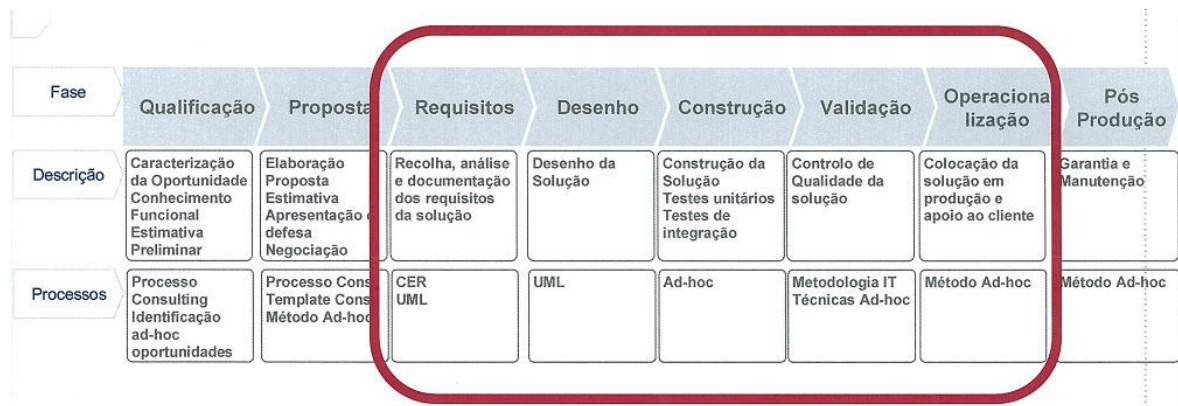 Fase
Qualificação
Proposta
Requisitos
Desenho
Construção
Validação
Operaciona
lização
Pós
Produção
Descrição
Caracterização
da Oportunidade
Conhecimento
Funcional
Estimativa
Preliminar
Elaboração
Proposta
Estimativa
Apresentação
defesa
Negociação
Recolha, análise
e documentação
dos requisitos
da solução
Desenho da
Solução
Construção da
Solução
Testes unitários
Testes de
integração
Controlo de
Qualidade da
solução
Colocação da
solução em
produção e
apoio ao cliente
Garantia e
Manutenção
Processos
Processo
Consulting
Identificação
ad-hoc
oportunidades
Processo Cons
Template Cons
Método Ad-hoc
CER
UML
UML
Ad-hoc
Metodologia IT
Técnicas Ad-hoc
Método Ad-hoc
Método Ad-hoc